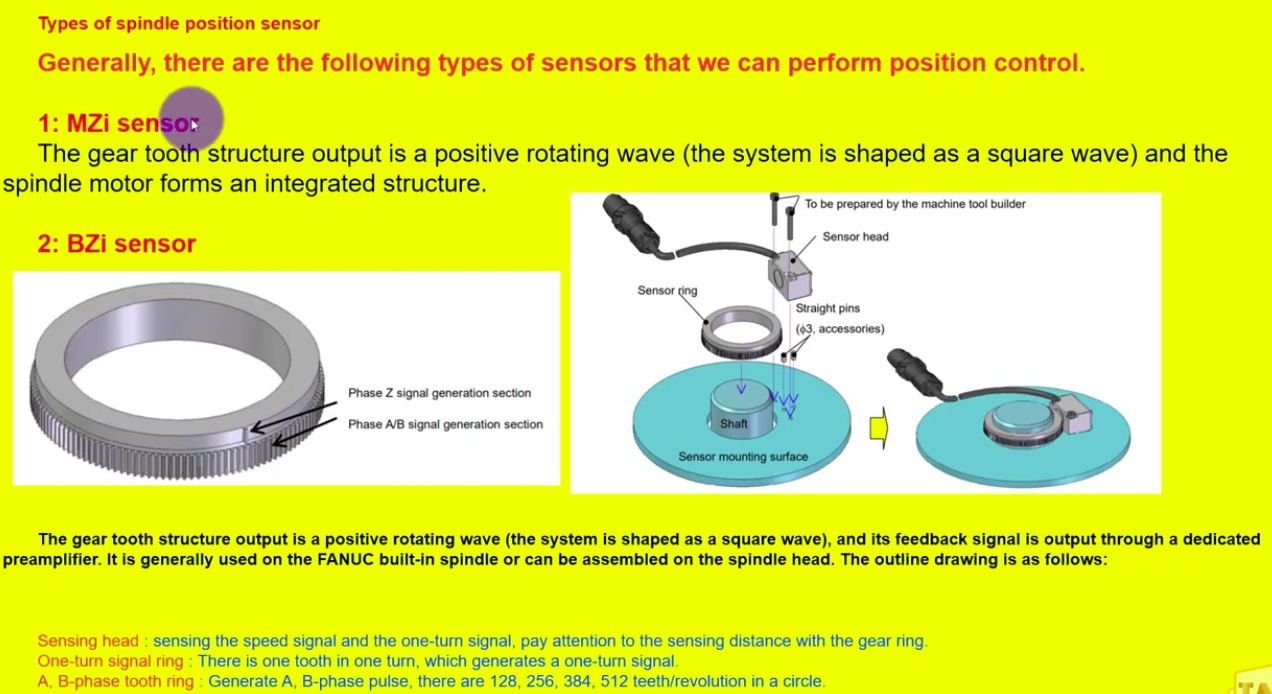 Types of spindle position sensor
Generally, there are the following types of sensors that we can perform position control.
1: MZi sensor
The gear tooth structure output is a positive rotating wave (the system is shaped as a square wave) and the
spindle motor forms an integrated structure.
2: BZi sensor
Phase Z signal generation section
Phase A/B signal generation section
To be prepared by the machine tool builder
Sensor head
Sensor ring
Straight pins
(ϕ3, accessories)
Shaft
Sensor mounting surface
The gear tooth structure output is a positive rotating wave (the system is shaped as a square wave), and its feedback signal is output through a dedicated
preamplifier. It is generally used on the FANUC built-in spindle or can be assembled on the spindle head. The outline drawing is as follows:
Sensing head : sensing the speed signal and the one-turn signal, pay attention to the sensing distance with the gear ring.
One-turn signal ring : There is one tooth in one turn, which generates a one-turn signal.
A, B-phase tooth ring : Generate A, B-phase pulse, there are 128, 256, 384, 512 teeth/revolution in a circle.